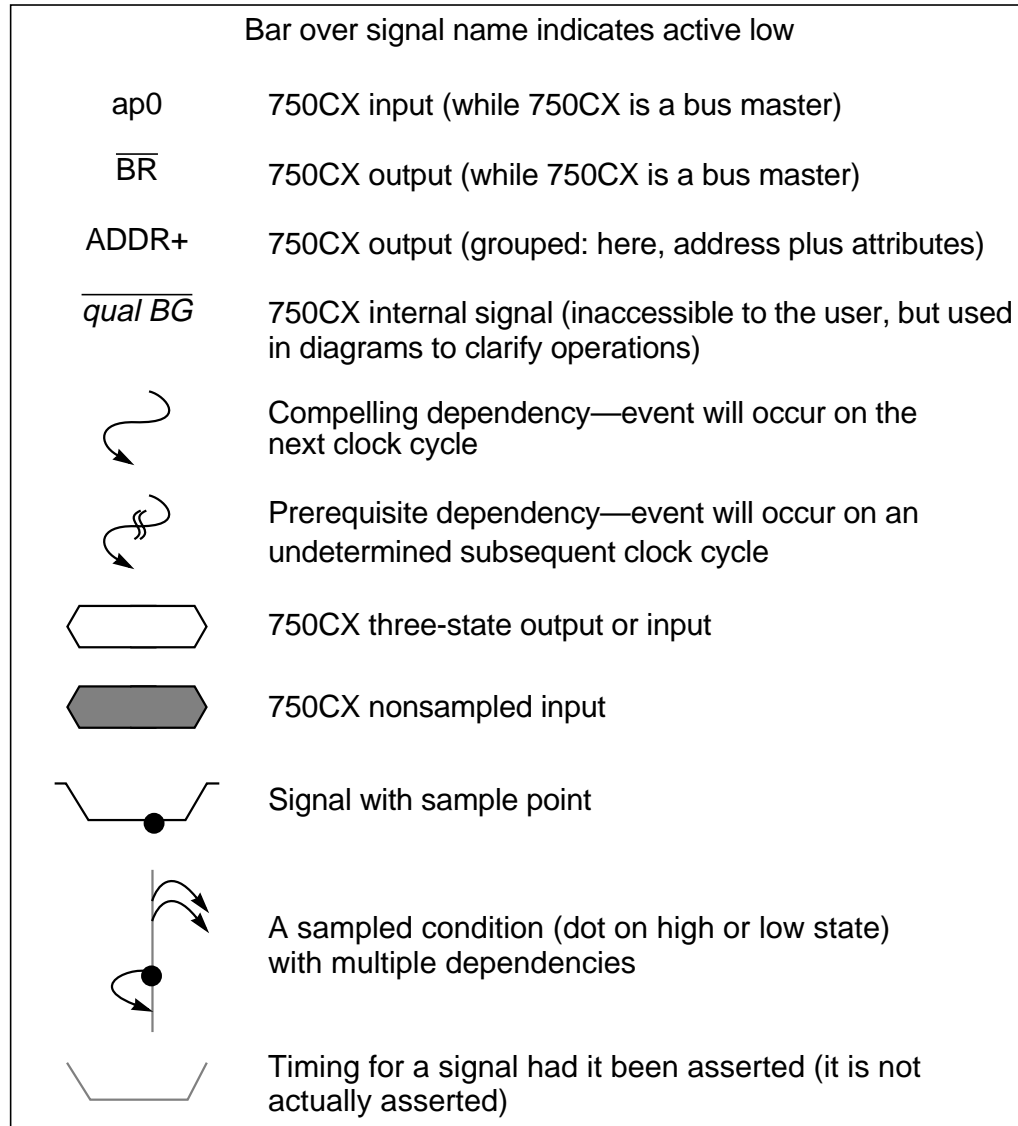 Bar over signal name indicates active low
ap0 750CX input (while 750CX is a bus master)
BR 750CX output (while 750CX is a bus master)
ADDR+ 750CX output (grouped: here, address plus attributes)
qual BG 750CX internal signal (inaccessible to the user, but used
in diagrams to clarify operations)
Compelling dependency—event will occur on the
next clock cycle
Prerequisite dependency—event will occur on an
undetermined subsequent clock cycle
750CX three-state output or input
750CX nonsampled input
Signal with sample point
A sampled condition (dot on high or low state)
with multiple dependencies
Timing for a signal had it been asserted (it is not
actually asserted)